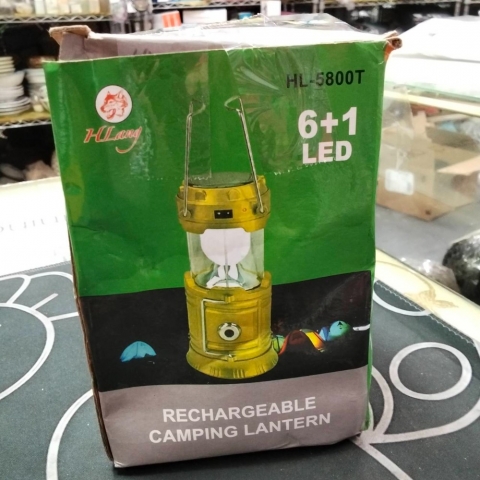 HL-5800T
6+1
LED
HLang
RECHARGEABLE
CAMPING LANTERN